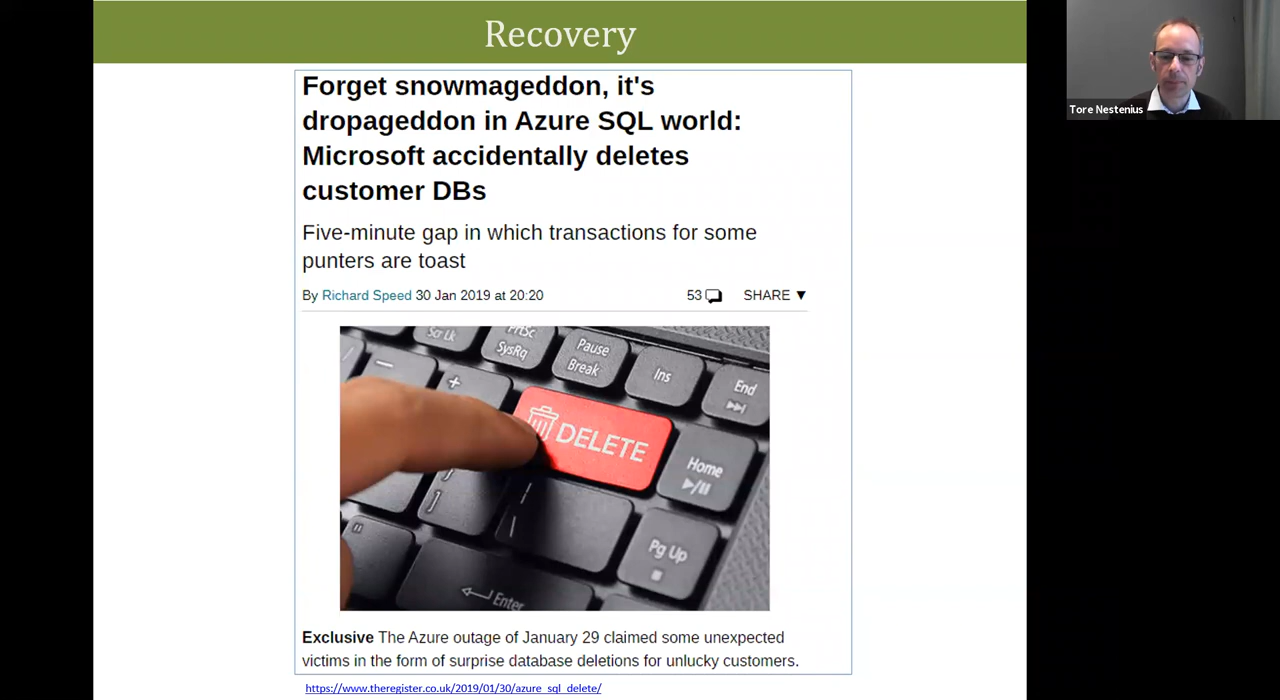 Recovery
Tore Nestenius
Forget snowmageddon, it's
dropageddon in Azure SQL world:
Microsoft accidentally deletes
customer DBs
Five-minute gap in which transactions for some
punters are toast
By Richard Speed 30 Jan 2019 at 20:20
53
SHARE ▼
Scr Lk
PrtSc
SysRq
Pause
Break
Ins
End
DELETE
Home
Pg Up
Enter
Exclusive The Azure outage of January 29 claimed some unexpected
victims in the form of surprise database deletions for unlucky customers.
https://www.theregister.co.uk/2019/01/30/azure_sql_delete/